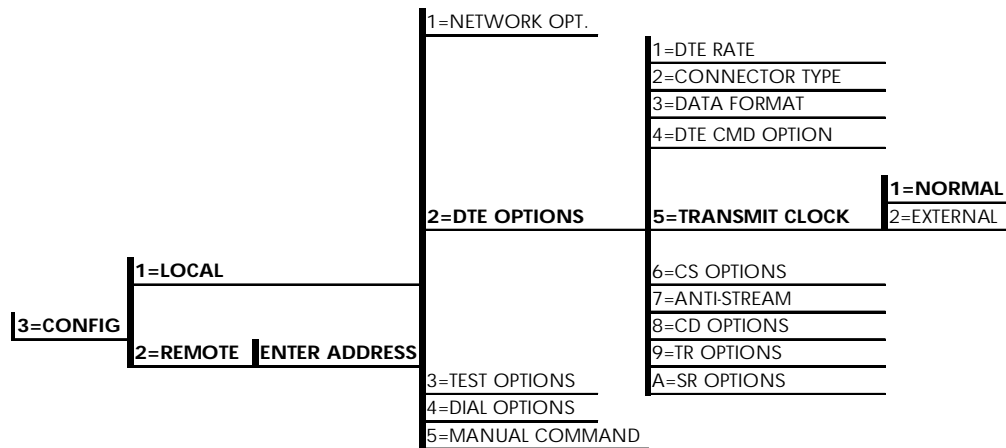 1=NETWORK OPT.
1=DTE RATE
2=CONNECTOR TYPE
3=DATA FORMAT
4=DTE CMD OPTION
1=NORMAL
2=DTE OPTIONS
5=TRANSMIT CLOCK
2=EXTERNAL
1=LOCAL
6=CS OPTIONS
7=ANTI-STREAM
3=CONFIG
8=CD OPTIONS
2=REMOTE
ENTER ADDRESS
9=TR OPTIONS
3=TEST OPTIONS
A=SR OPTIONS
4=DIAL OPTIONS
5=MANUAL COMMAND